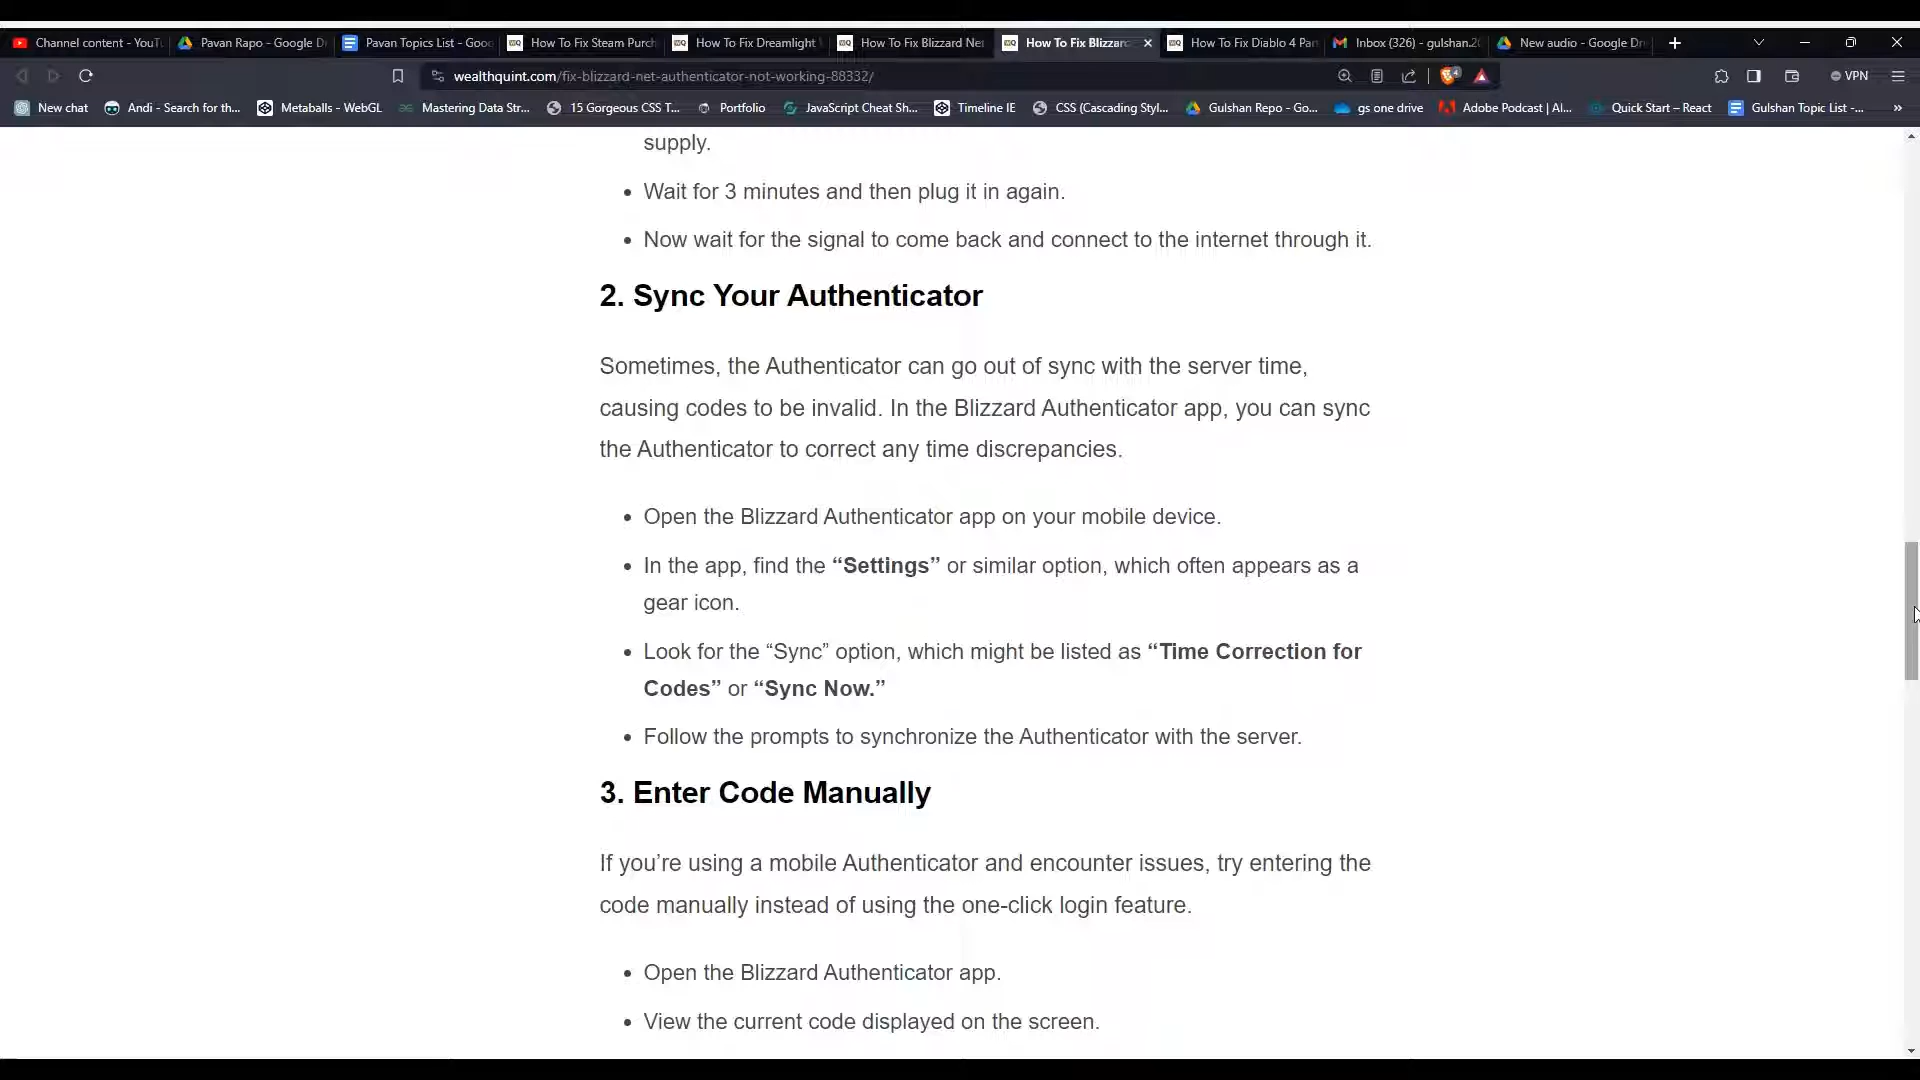 Channel content - YouTu
Pavan Rapo - Google Dr
Pavan Topics List - Goog
How To Fix Steam Purch
How To Fix Dreamlight
How To Fix Blizzard Net
How To Fix Blizzard
How To Fix Diablo 4 Par
Inbox (326) - gulshan.20
New audio - Google Dri
wealthquint.com/fix-blizzard-net-authenticator-not-working-88332/
VPN
New chat
Andi - Search for th...
Metaballs - WebGL
Mastering Data Str...
15 Gorgeous CSS T...
Portfolio
JavaScript Cheat Sh...
Timeline IE
CSS (Cascading Styl...
Gulshan Repo - Go...
gs one drive
Adobe Podcast | Al...
Quick Start – React
Gulshan Topic List -...
supply.
• Wait for 3 minutes and then plug it in again.
• Now wait for the signal to come back and connect to the internet through it.
2. Sync Your Authenticator
Sometimes, the Authenticator can go out of sync with the server time,
causing codes to be invalid. In the Blizzard Authenticator app, you can sync
the Authenticator to correct any time discrepancies.
• Open the Blizzard Authenticator app on your mobile device.
• In the app, find the “Settings” or similar option, which often appears as a
gear icon.
• Look for the “Sync” option, which might be listed as “Time Correction for
Codes” or “Sync Now.”
• Follow the prompts to synchronize the Authenticator with the server.
3. Enter Code Manually
If you’re using a mobile Authenticator and encounter issues, try entering the
code manually instead of using the one-click login feature.
• Open the Blizzard Authenticator app.
• View the current code displayed on the screen.